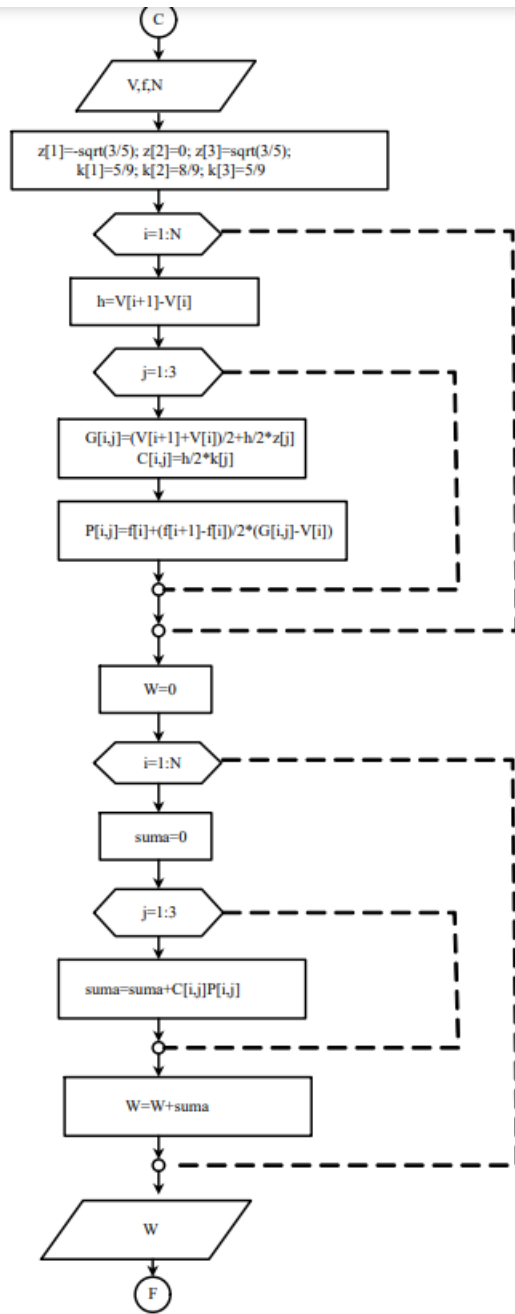 C
V,f,N
z[1]=-sqrt(3/5); z[2]=0; z[3]=sqrt(3/5);
k[1]=5/9; k[2]=8/9; k[3]=5/9
i=1:N
h=V[i+1]-V[i]
j=1:3
G[i,j]=(V[i+1]+V[i])/2+h/2*z[j]
C[i,j]=h/2*k[j]
P[i,j]=f[i]+(f[i+1]-f[i])/2*(G[i,j]-V[i])
W=0
i=1:N
suma=0
j=1:3
suma=suma+C[i,j]P[i,j]
W=W+suma
W
F